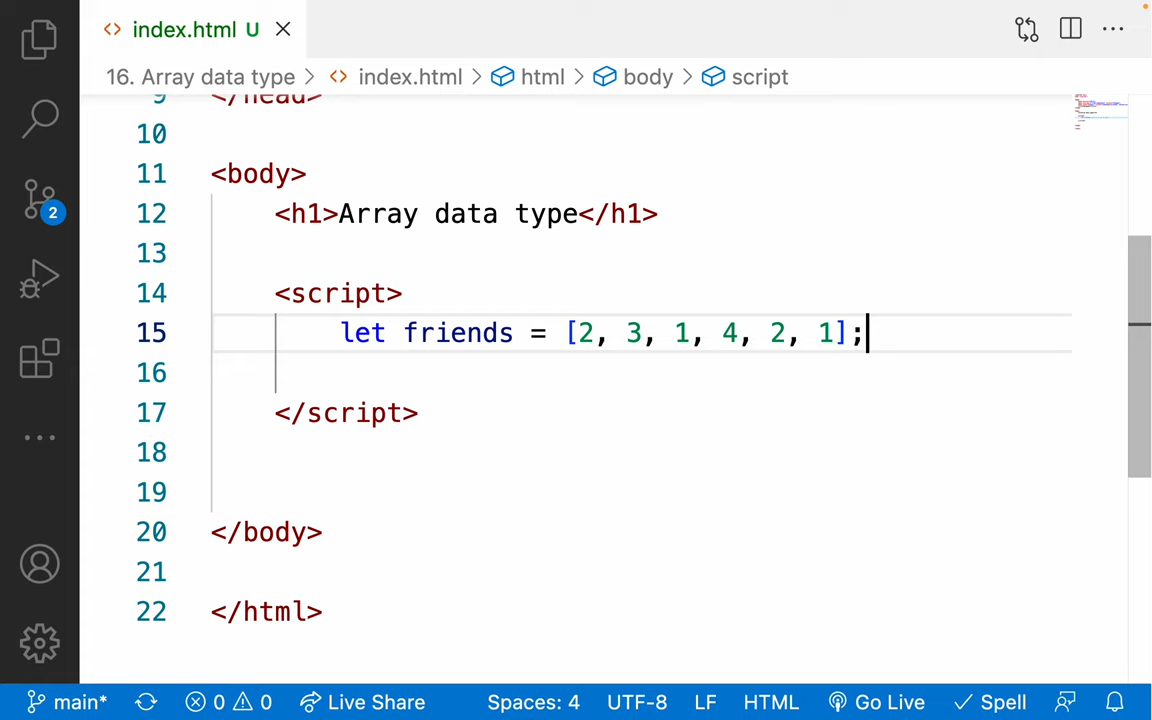 <> index.html U ×
16. Array data type > <> index.html > html > body > script
9 </head>
10
11 <body>
12 <h1>Array data type</h1>
13
14 <script>
15 let friends = [2, 3, 1, 4, 2, 1];
16
17 </script>
18
19
20 </body>
21
22 </html>
2
main* 0 0 Live Share Spaces: 4 UTF-8 LF HTML Go Live Spell